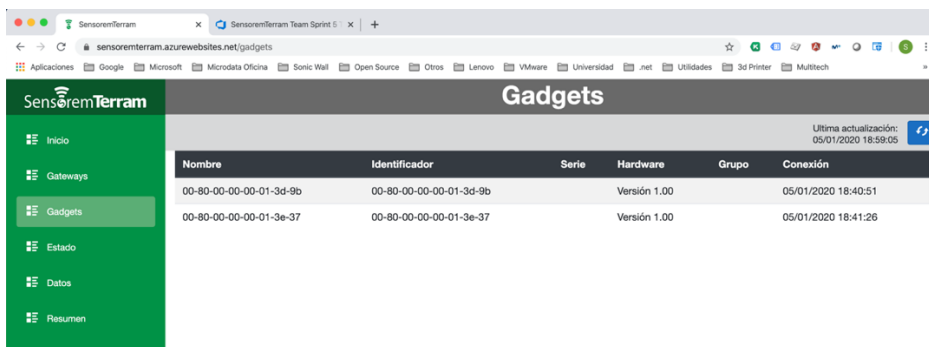 SensoremTerram
SensoremTerram Team Sprint 6
sensoremterram.azurewebsites.net/gadgets
Aplicaciones Google Microsoft Microdata Oficina Sonic Wall Open Source Otros Lenovo VMware Universidad .net Utilidades 3d Printer Multitech
SensoremTerram
Gadgets
Ultima actualización:
05/01/2020 18:59:05
Inicio
Gateways
Gadgets
Estado
Datos
Resumen
Nombre Identificador Serie Hardware Grupo Conexión
00-80-00-00-00-01-3d-9b 00-80-00-00-00-01-3d-9b Versión 1.00 05/01/2020 18:40:51
00-80-00-00-00-01-3e-37 00-80-00-00-00-01-3e-37 Versión 1.00 05/01/2020 18:41:26